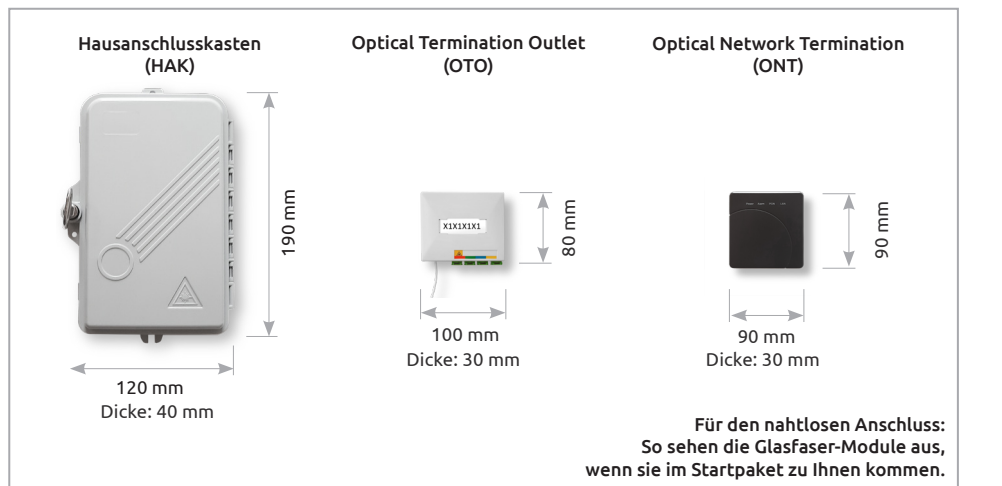 Hausanschlusskasten
(HAK)
190 mm
120 mm
Dicke: 40 mm
Optical Termination Outlet
(OTO)
X1X1X1X1
80 mm
100 mm
Dicke: 30 mm
Optical Network Termination
(ONT)
90 mm
90 mm
Dicke: 30 mm
Für den nahtlosen Anschluss:
So sehen die Glasfaser-Module aus,
wenn sie im Startpaket zu Ihnen kommen.